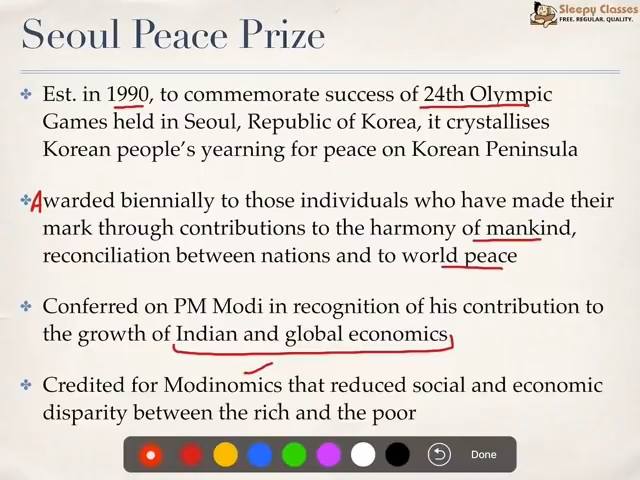 Seoul Peace Prize
Sleepy Classes
FREE. REGULAR. QUALITY.
Est. in 1990, to commemorate success of 24th Olympic
Games held in Seoul, Republic of Korea, it crystallises
Korean people's yearning for peace on Korean Peninsula
Awarded biennially to those individuals who have made their
mark through contributions to the harmony of mankind,
reconciliation between nations and to world peace
Conferred on PM Modi in recognition of his contribution to
the growth of Indian and global economics
Credited for Modinomics that reduced social and economic
disparity between the rich and the poor
Done